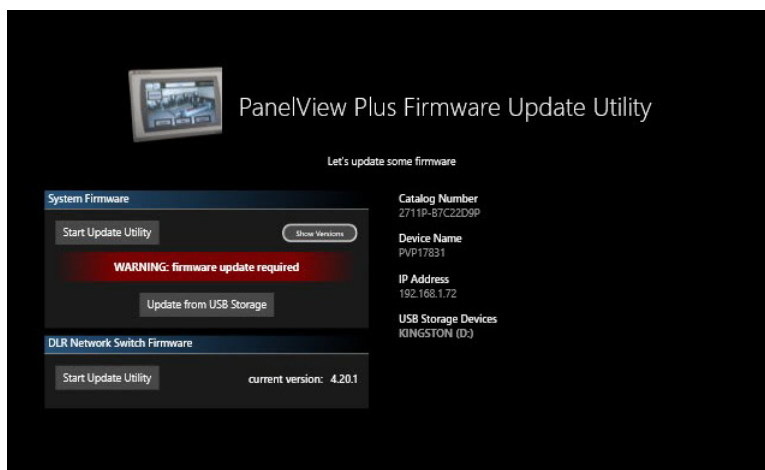 PanelView Plus Firmware Update Utility
Let's update some firmware
System Firmware
Start Update Utility
Show Versions
WARNING: firmware update required
Update from USB Storage
DLR Network Switch Firmware
Start Update Utility
current version: 4.20.1
Catalog Number
2711P-B7C22D9P
Device Name
PVP17831
IP Address
192.168.1.72
USB Storage Devices
KINGSTON (D:)